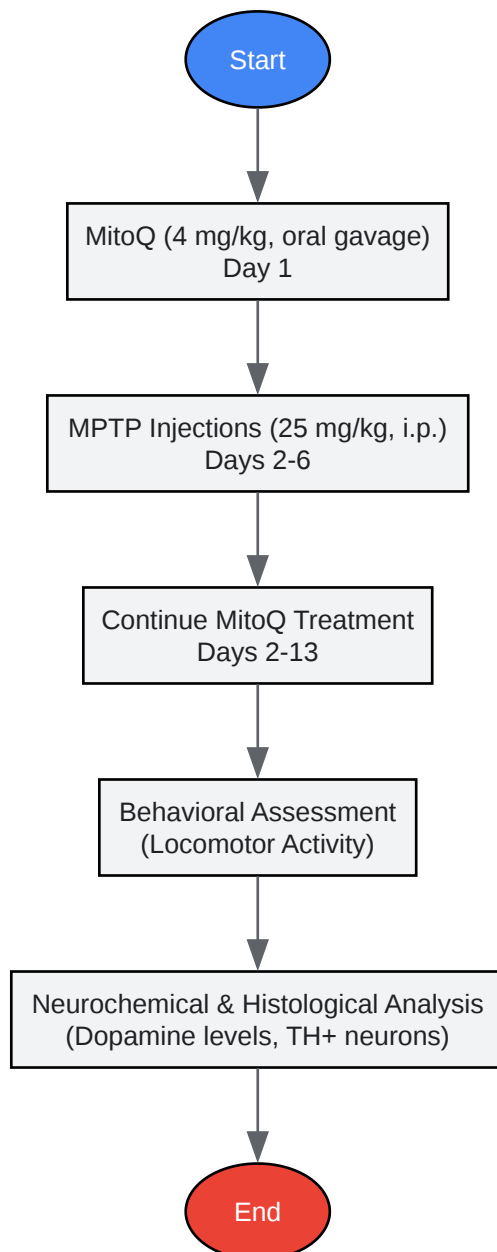 Start
MitoQ (4 mg/kg, oral gavage)
Day 1
MPTP Injections (25 mg/kg, i.p.)
Days 2-6
Continue MitoQ Treatment
Days 2-13
Behavioral Assessment
(Locomotor Activity)
Neurochemical & Histological Analysis
(Dopamine levels, TH+ neurons)
End